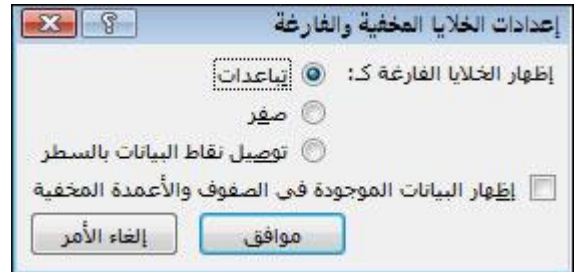 إعدادات الخلايا المخفية والفارغة
إظهار الخلايا الفارغة كـ: تباعدات
صفر
توصيل نقاط البيانات بالسطر
إظهار البيانات الموجودة في الصفوف والأعمدة المخفية
موافق إلغاء الأمر